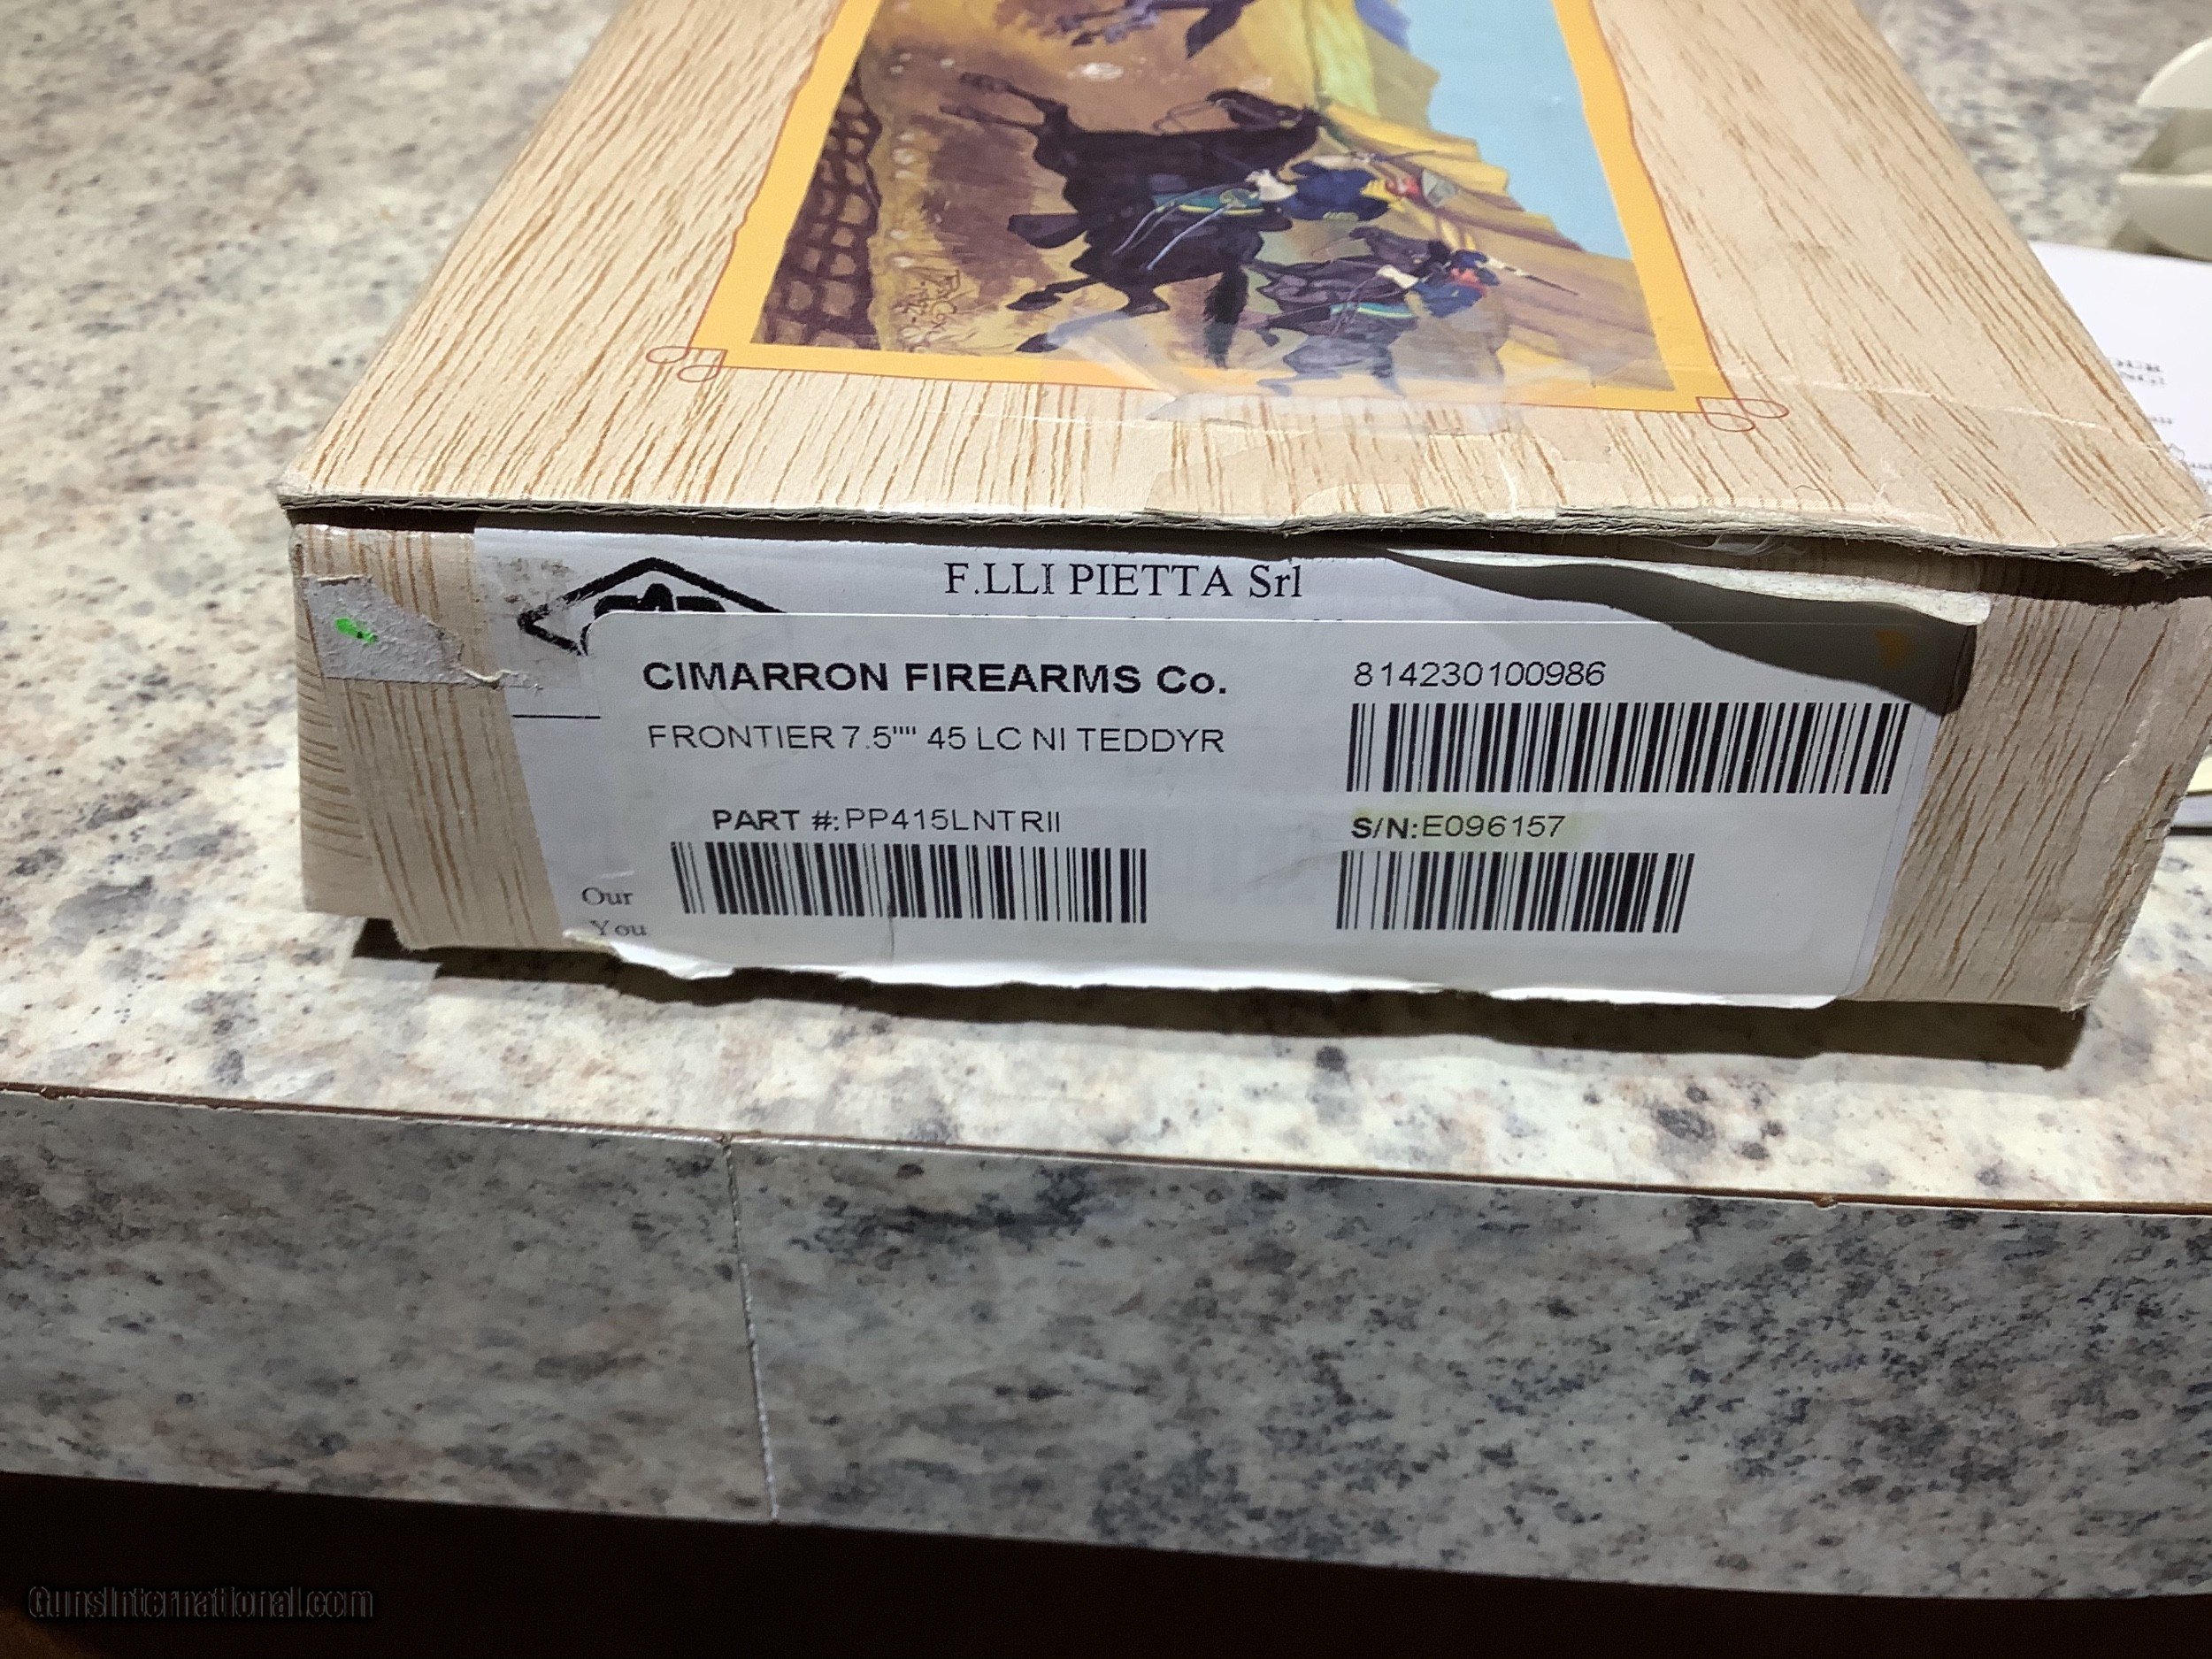 F.LLI PIETTA Srl
CIMARRON FIREARMS Co.
814230100986
FRONTIER 7.5"" 45 LC NI TEDDYR
PART #:PP415LNTRII
S/N:E096157
Our
You
GunsInternational.com